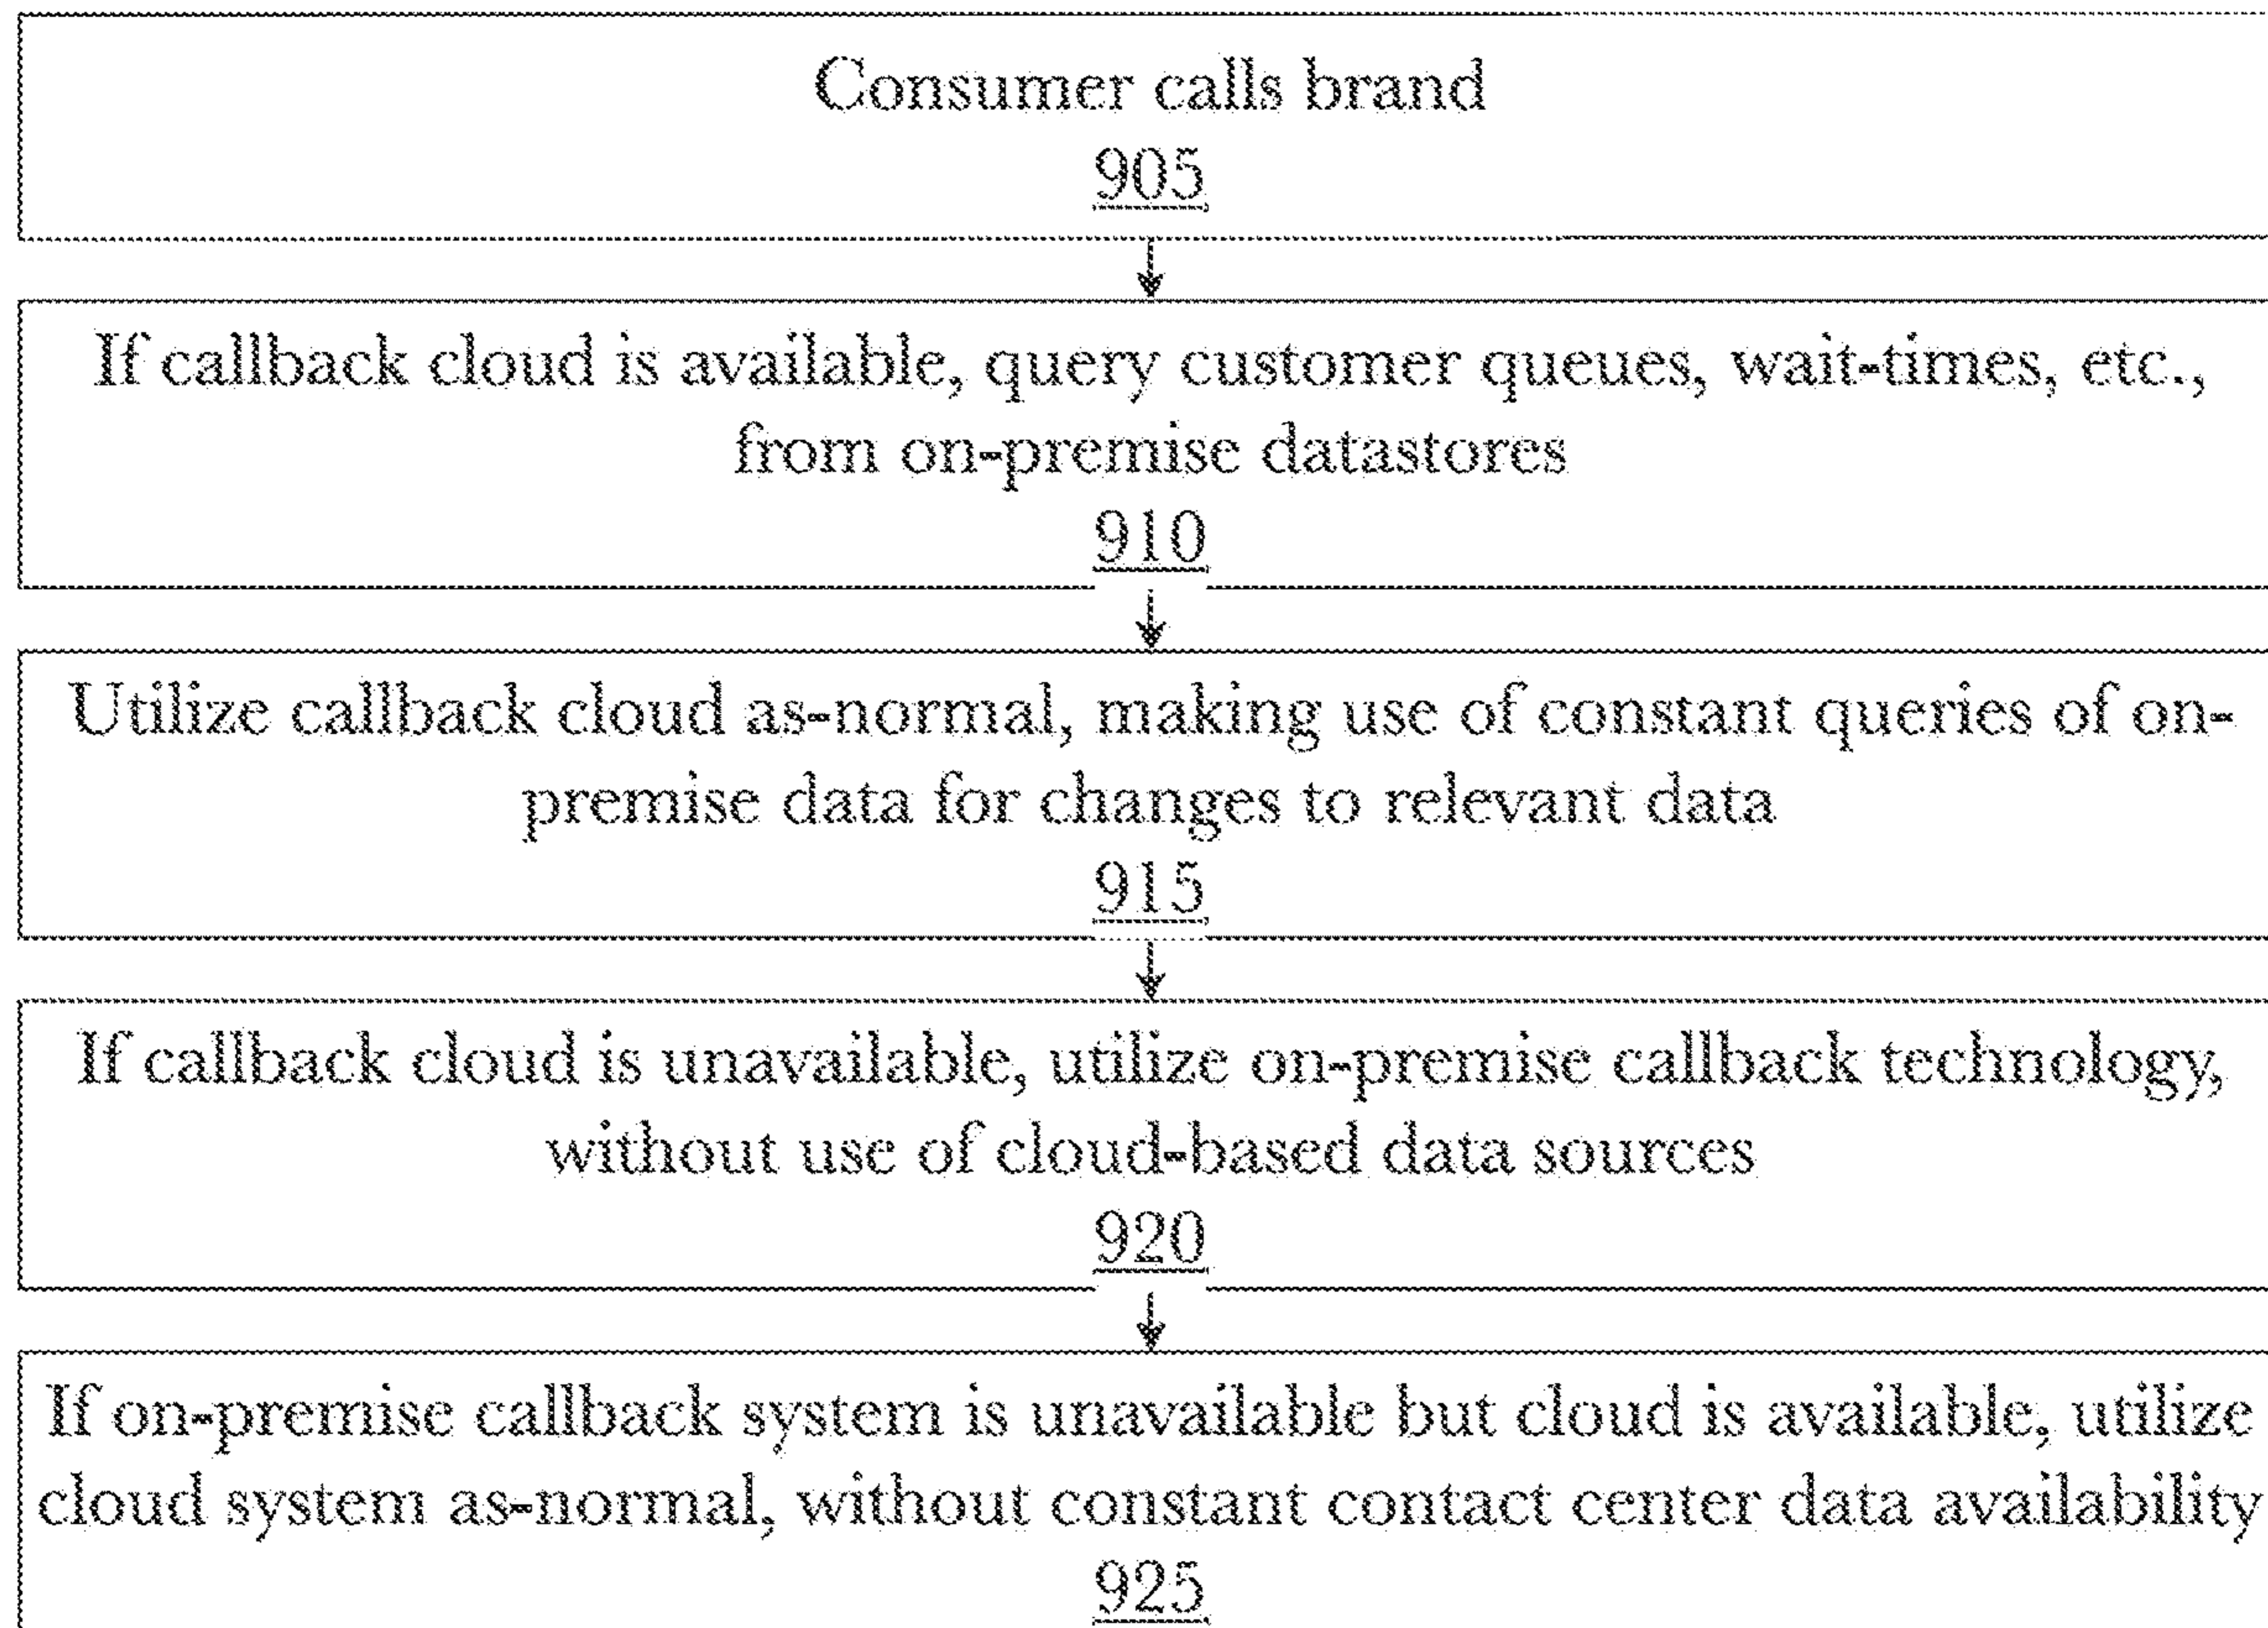 Consumer calls brand
905
If callback cloud is available, query customer queues, wait-times, etc.,
from on-premise datastores
910
Utilize callback cloud as-normal, making use of constant queries of on-
premise data for changes to relevant data
915
If callback cloud is unavailable, utilize on-premise callback technology,
without use of cloud-based data sources
920
If on-premise callback system is unavailable but cloud is available, utilize
cloud system as-normal, without constant contact center data availability
925